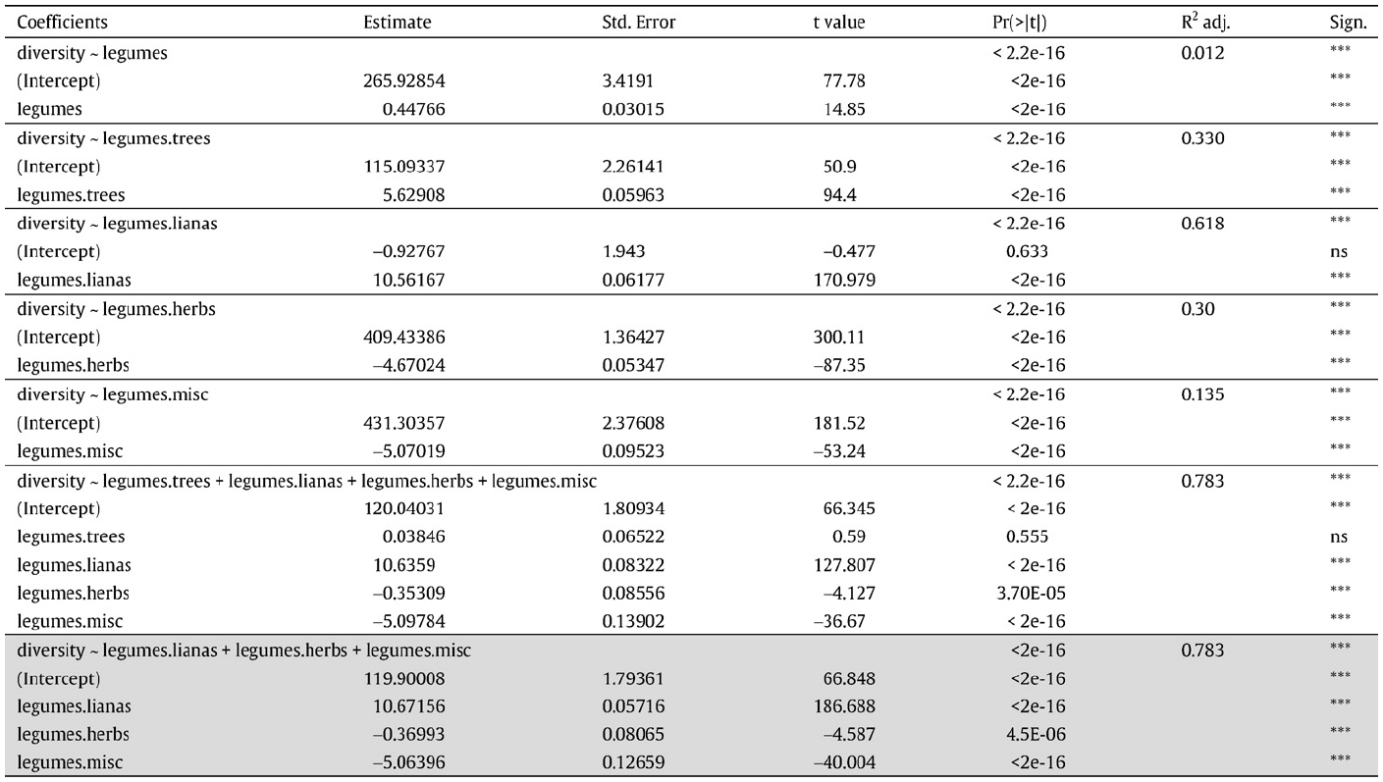 Coefficients Estimate Std. Error t value Pr(>|t|) R² adj. Sign.
diversity ~ legumes < 2.2e-16 0.012 ***
(Intercept) 265.92854 3.4191 77.78 <2e-16 ***
legumes 0.44766 0.03015 14.85 <2e-16 ***
diversity ~ legumes.trees < 2.2e-16 0.330 ***
(Intercept) 115.09337 2.26141 50.9 <2e-16 ***
legumes.trees 5.62908 0.05963 94.4 <2e-16 ***
diversity ~ legumes.lianas < 2.2e-16 0.618 ***
(Intercept) –0.92767 1.943 –0.477 0.633 ns
legumes.lianas 10.56167 0.06177 170.979 <2e-16 ***
diversity ~ legumes.herbs < 2.2e-16 0.30 ***
(Intercept) 409.43386 1.36427 300.11 <2e-16 ***
legumes.herbs –4.67024 0.05347 –87.35 <2e-16 ***
diversity ~ legumes.misc < 2.2e-16 0.135 ***
(Intercept) 431.30357 2.37608 181.52 <2e-16 ***
legumes.misc –5.07019 0.09523 –53.24 <2e-16 ***
diversity ~ legumes.trees + legumes.lianas + legumes.herbs + legumes.misc < 2.2e-16 0.783 ***
(Intercept) 120.04031 1.80934 66.345 < 2e-16 ***
legumes.trees 0.03846 0.06522 0.59 0.555 ns
legumes.lianas 10.6359 0.08322 127.807 < 2e-16 ***
legumes.herbs –0.35309 0.08556 –4.127 3.70E-05 ***
legumes.misc –5.09784 0.13902 –36.67 < 2e-16 ***
diversity ~ legumes.lianas + legumes.herbs + legumes.misc <2e-16 0.783 ***
(Intercept) 119.90008 1.79361 66.848 <2e-16 ***
legumes.lianas 10.67156 0.05716 186.688 <2e-16 ***
legumes.herbs –0.36993 0.08065 –4.587 4.5E-06 ***
legumes.misc –5.06396 0.12659 –40.004 <2e-16 ***